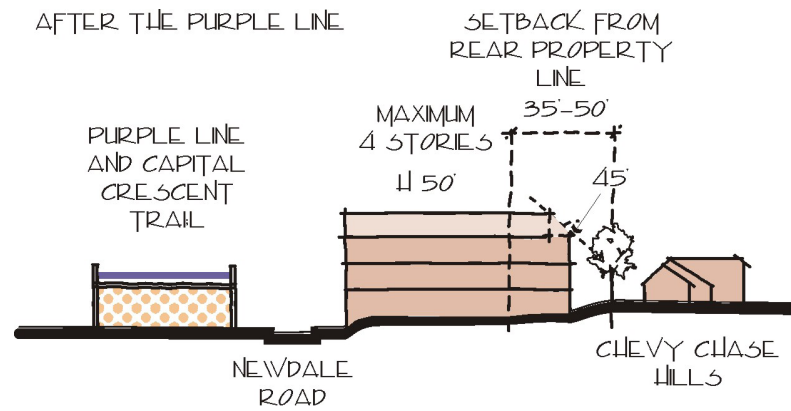 AFTER THE PURPLE LINE
SETBACK FROM
REAR PROPERTY
LINE
35'-50'
MAXIMUM
4 STORIES
H 50'
45'
PURPLE LINE
AND CAPITAL
CRESCENT
TRAIL
NEWDALE
ROAD
CHEVY CHASE
HILLS